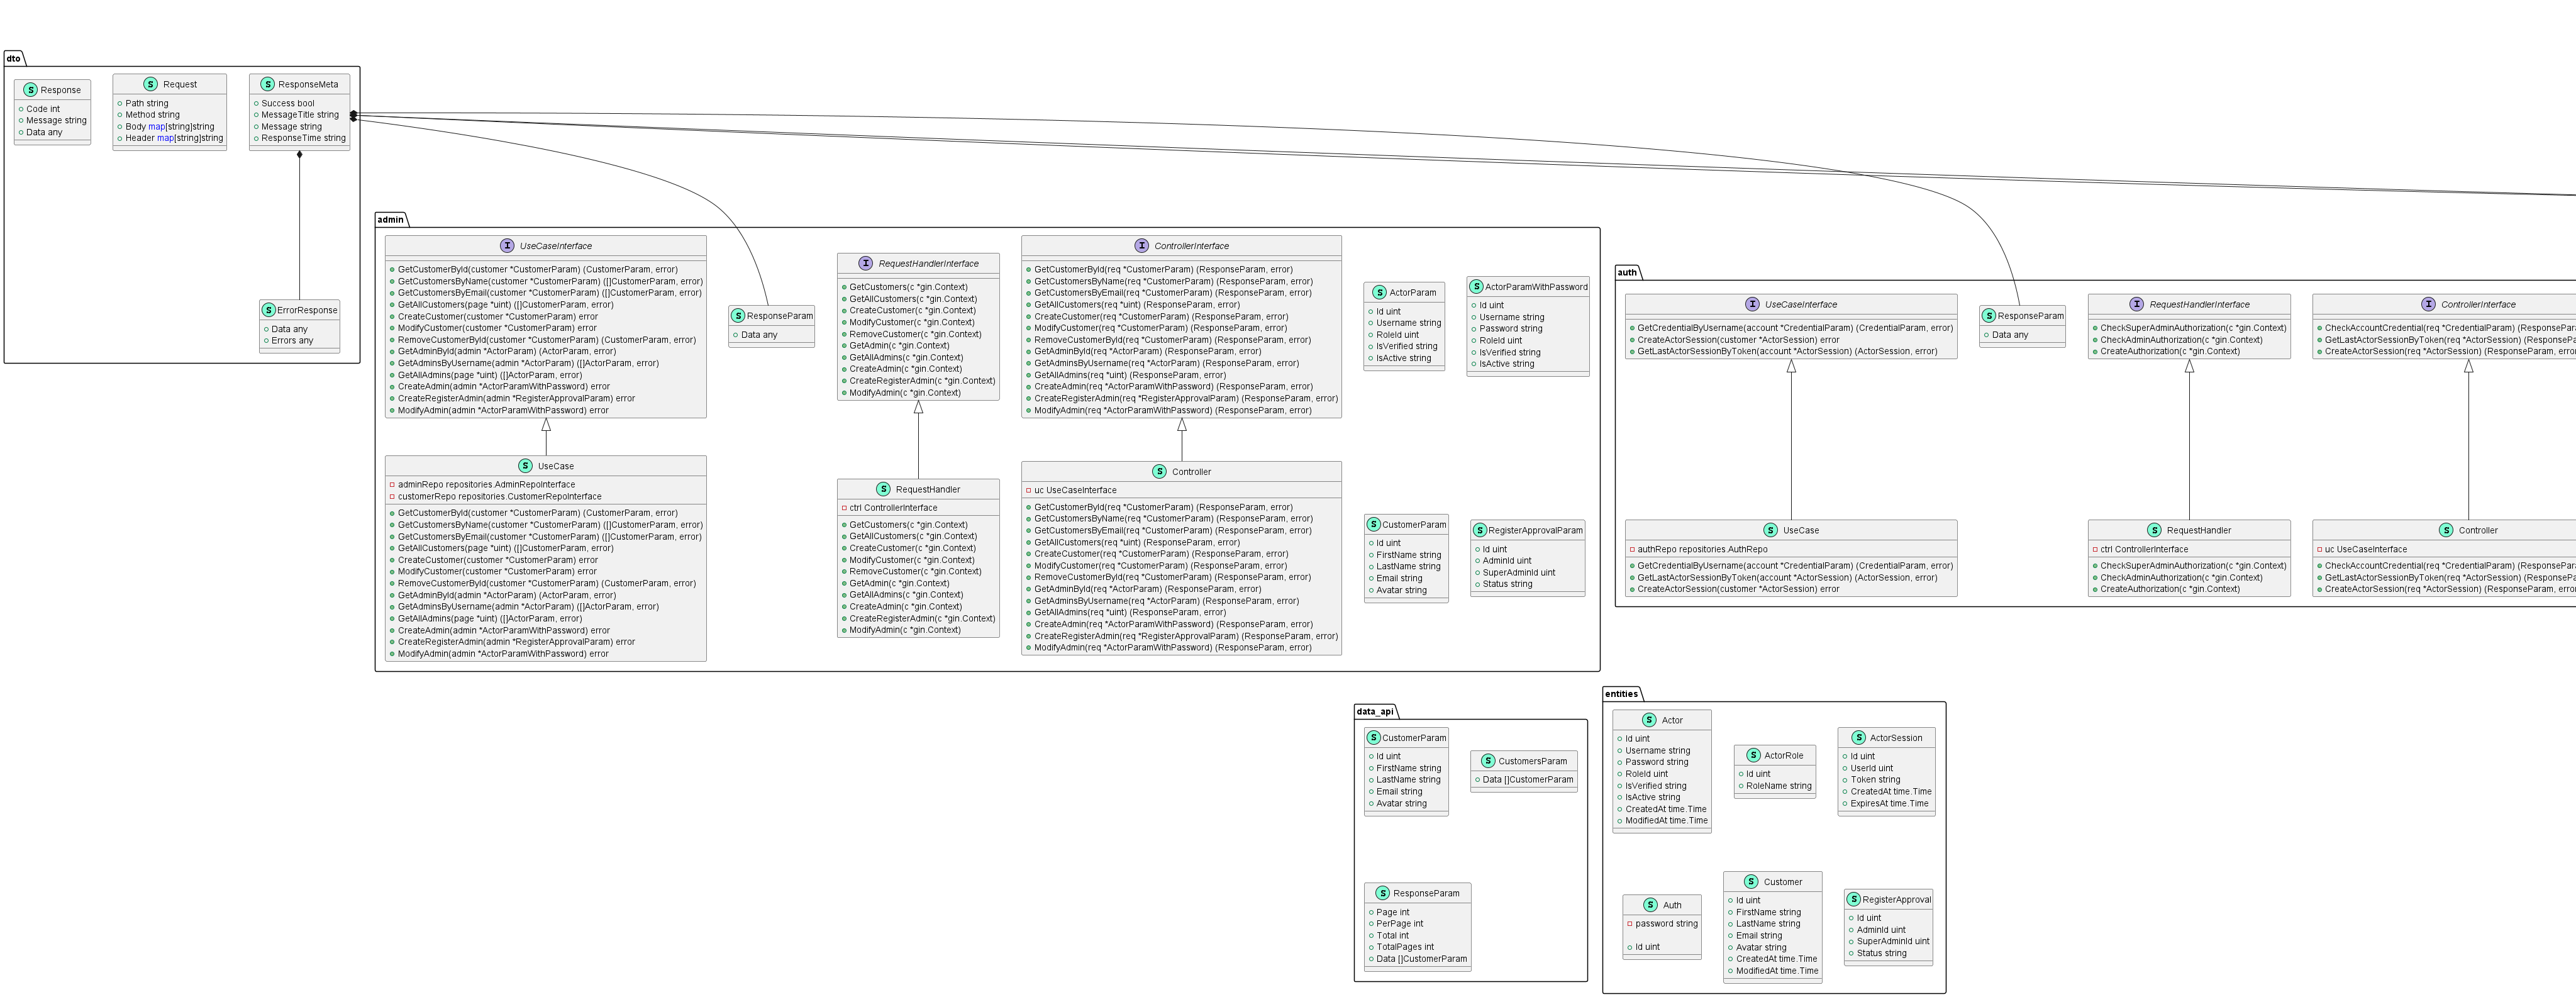 dto
S Response
Code int
Message string
Data any
S Request
Path string
Method string
Body map[string]string
Header map[string]string
S ResponseMeta
Success bool
MessageTitle string
Message string
ResponseTime string
S ErrorResponse
Data any
Errors any
admin
I UseCaseInterface
GetCustomerById(customer *CustomerParam) (CustomerParam, error)
GetCustomersByName(customer *CustomerParam) ([]CustomerParam, error)
GetCustomersByEmail(customer *CustomerParam) ([]CustomerParam, error)
GetAllCustomers(page *uint) ([]CustomerParam, error)
CreateCustomer(customer *CustomerParam) error
ModifyCustomer(customer *CustomerParam) error
RemoveCustomerById(customer *CustomerParam) (CustomerParam, error)
GetAdminById(admin *ActorParam) (ActorParam, error)
GetAdminsByUsername(admin *ActorParam) ([]ActorParam, error)
GetAllAdmins(page *uint) ([]ActorParam, error)
CreateAdmin(admin *ActorParamWithPassword) error
CreateRegisterAdmin(admin *RegisterApprovalParam) error
ModifyAdmin(admin *ActorParamWithPassword) error
S ResponseParam
Data any
I RequestHandlerInterface
GetCustomers(c *gin.Context)
GetAllCustomers(c *gin.Context)
CreateCustomer(c *gin.Context)
ModifyCustomer(c *gin.Context)
RemoveCustomer(c *gin.Context)
GetAdmin(c *gin.Context)
GetAllAdmins(c *gin.Context)
CreateAdmin(c *gin.Context)
CreateRegisterAdmin(c *gin.Context)
ModifyAdmin(c *gin.Context)
I ControllerInterface
GetCustomerById(req *CustomerParam) (ResponseParam, error)
GetCustomersByName(req *CustomerParam) (ResponseParam, error)
GetCustomersByEmail(req *CustomerParam) (ResponseParam, error)
GetAllCustomers(req *uint) (ResponseParam, error)
CreateCustomer(req *CustomerParam) (ResponseParam, error)
ModifyCustomer(req *CustomerParam) (ResponseParam, error)
RemoveCustomerById(req *CustomerParam) (ResponseParam, error)
GetAdminById(req *ActorParam) (ResponseParam, error)
GetAdminsByUsername(req *ActorParam) (ResponseParam, error)
GetAllAdmins(req *uint) (ResponseParam, error)
CreateAdmin(req *ActorParamWithPassword) (ResponseParam, error)
CreateRegisterAdmin(req *RegisterApprovalParam) (ResponseParam, error)
ModifyAdmin(req *ActorParamWithPassword) (ResponseParam, error)
S ActorParam
Id uint
Username string
RoleId uint
IsVerified string
IsActive string
S ActorParamWithPassword
Id uint
Username string
Password string
RoleId uint
IsVerified string
IsActive string
S UseCase
adminRepo repositories.AdminRepoInterface
customerRepo repositories.CustomerRepoInterface
GetCustomerById(customer *CustomerParam) (CustomerParam, error)
GetCustomersByName(customer *CustomerParam) ([]CustomerParam, error)
GetCustomersByEmail(customer *CustomerParam) ([]CustomerParam, error)
GetAllCustomers(page *uint) ([]CustomerParam, error)
CreateCustomer(customer *CustomerParam) error
ModifyCustomer(customer *CustomerParam) error
RemoveCustomerById(customer *CustomerParam) (CustomerParam, error)
GetAdminById(admin *ActorParam) (ActorParam, error)
GetAdminsByUsername(admin *ActorParam) ([]ActorParam, error)
GetAllAdmins(page *uint) ([]ActorParam, error)
CreateAdmin(admin *ActorParamWithPassword) error
CreateRegisterAdmin(admin *RegisterApprovalParam) error
ModifyAdmin(admin *ActorParamWithPassword) error
S RequestHandler
ctrl ControllerInterface
GetCustomers(c *gin.Context)
GetAllCustomers(c *gin.Context)
CreateCustomer(c *gin.Context)
ModifyCustomer(c *gin.Context)
RemoveCustomer(c *gin.Context)
GetAdmin(c *gin.Context)
GetAllAdmins(c *gin.Context)
CreateAdmin(c *gin.Context)
CreateRegisterAdmin(c *gin.Context)
ModifyAdmin(c *gin.Context)
S Controller
uc UseCaseInterface
GetCustomerById(req *CustomerParam) (ResponseParam, error)
GetCustomersByName(req *CustomerParam) (ResponseParam, error)
GetCustomersByEmail(req *CustomerParam) (ResponseParam, error)
GetAllCustomers(req *uint) (ResponseParam, error)
CreateCustomer(req *CustomerParam) (ResponseParam, error)
ModifyCustomer(req *CustomerParam) (ResponseParam, error)
RemoveCustomerById(req *CustomerParam) (ResponseParam, error)
GetAdminById(req *ActorParam) (ResponseParam, error)
GetAdminsByUsername(req *ActorParam) (ResponseParam, error)
GetAllAdmins(req *uint) (ResponseParam, error)
CreateAdmin(req *ActorParamWithPassword) (ResponseParam, error)
CreateRegisterAdmin(req *RegisterApprovalParam) (ResponseParam, error)
ModifyAdmin(req *ActorParamWithPassword) (ResponseParam, error)
S CustomerParam
Id uint
FirstName string
LastName string
Email string
Avatar string
S RegisterApprovalParam
Id uint
AdminId uint
SuperAdminId uint
Status string
auth
I UseCaseInterface
GetCredentialByUsername(account *CredentialParam) (CredentialParam, error)
CreateActorSession(customer *ActorSession) error
GetLastActorSessionByToken(account *ActorSession) (ActorSession, error)
S ResponseParam
Data any
I RequestHandlerInterface
CheckSuperAdminAuthorization(c *gin.Context)
CheckAdminAuthorization(c *gin.Context)
CreateAuthorization(c *gin.Context)
I ControllerInterface
CheckAccountCredential(req *CredentialParam) (ResponsePara
GetLastActorSessionByToken(req *ActorSession) (ResponsePa
CreateActorSession(req *ActorSession) (ResponseParam, error
S UseCase
authRepo repositories.AuthRepo
GetCredentialByUsername(account *CredentialParam) (CredentialParam, error)
GetLastActorSessionByToken(account *ActorSession) (ActorSession, error)
CreateActorSession(customer *ActorSession) error
S RequestHandler
ctrl ControllerInterface
CheckSuperAdminAuthorization(c *gin.Context)
CheckAdminAuthorization(c *gin.Context)
CreateAuthorization(c *gin.Context)
S Controller
uc UseCaseInterface
CheckAccountCredential(req *CredentialParam) (ResponsePara
GetLastActorSessionByToken(req *ActorSession) (ResponsePa
CreateActorSession(req *ActorSession) (ResponseParam, error
data_api
S CustomerParam
Id uint
FirstName string
LastName string
Email string
Avatar string
S CustomersParam
Data []CustomerParam
S ResponseParam
Page int
PerPage int
Total int
TotalPages int
Data []CustomerParam
entities
S Actor
Id uint
Username string
Password string
RoleId uint
IsVerified string
IsActive string
CreatedAt time.Time
ModifiedAt time.Time
S ActorRole
Id uint
RoleName string
S ActorSession
Id uint
UserId uint
Token string
CreatedAt time.Time
ExpiresAt time.Time
S Auth
password string
Id uint
S Customer
Id uint
FirstName string
LastName string
Email string
Avatar string
CreatedAt time.Time
ModifiedAt time.Time
S RegisterApproval
Id uint
AdminId uint
SuperAdminId uint
Status string